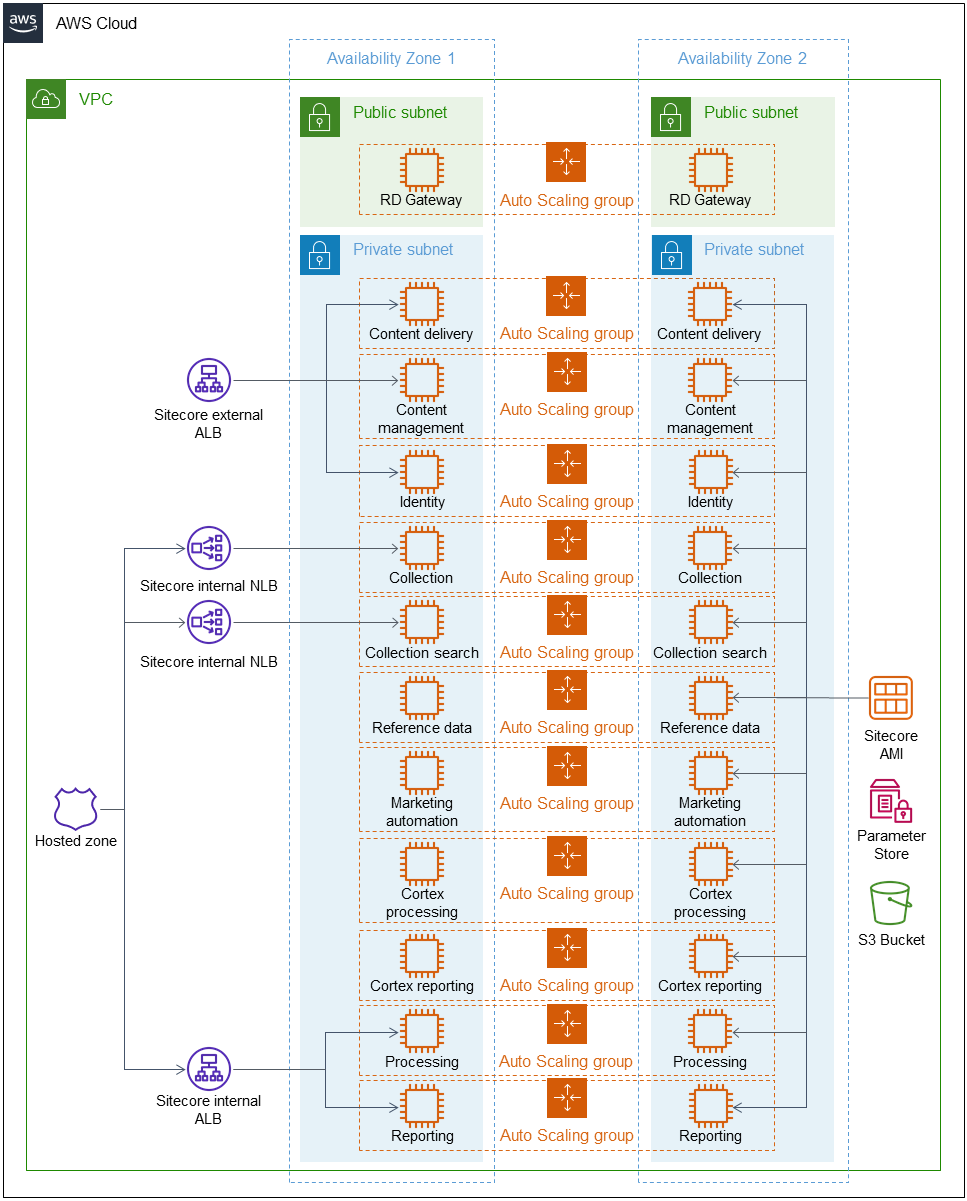 aws
AWS Cloud
Availability Zone 1
Availability Zone 2
VPC
Public subnet
Public subnet
RD Gateway
Auto Scaling group
RD Gateway
Private subnet
Private subnet
Content delivery
Auto Scaling group
Content delivery
Sitecore external
ALB
Content
management
Auto Scaling group
Content
management
Identity
Auto Scaling group
Identity
Sitecore internal NLB
Collection
Auto Scaling group
Collection
Sitecore internal NLB
Collection search
Auto Scaling group
Collection search
Reference data
Auto Scaling group
Reference data
Sitecore
AMI
Marketing
automation
Auto Scaling group
Marketing
automation
Hosted zone
Parameter
Store
Cortex
processing
Auto Scaling group
Cortex
processing
S3 Bucket
Cortex reporting
Auto Scaling group
Cortex reporting
Processing
Auto Scaling group
Processing
Sitecore internal
ALB
Reporting
Auto Scaling group
Reporting